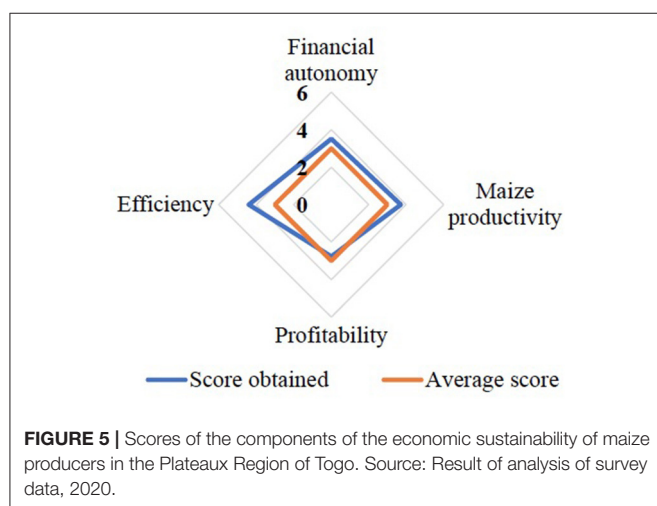 Financial
autonomy
6
4
2
0
Efficiency
Maize
productivity
Profitability
Score obtained
Average score
FIGURE 5 | Scores of the components of the economic sustainability of maize
producers in the Plateaux Region of Togo. Source: Result of analysis of survey
data, 2020.